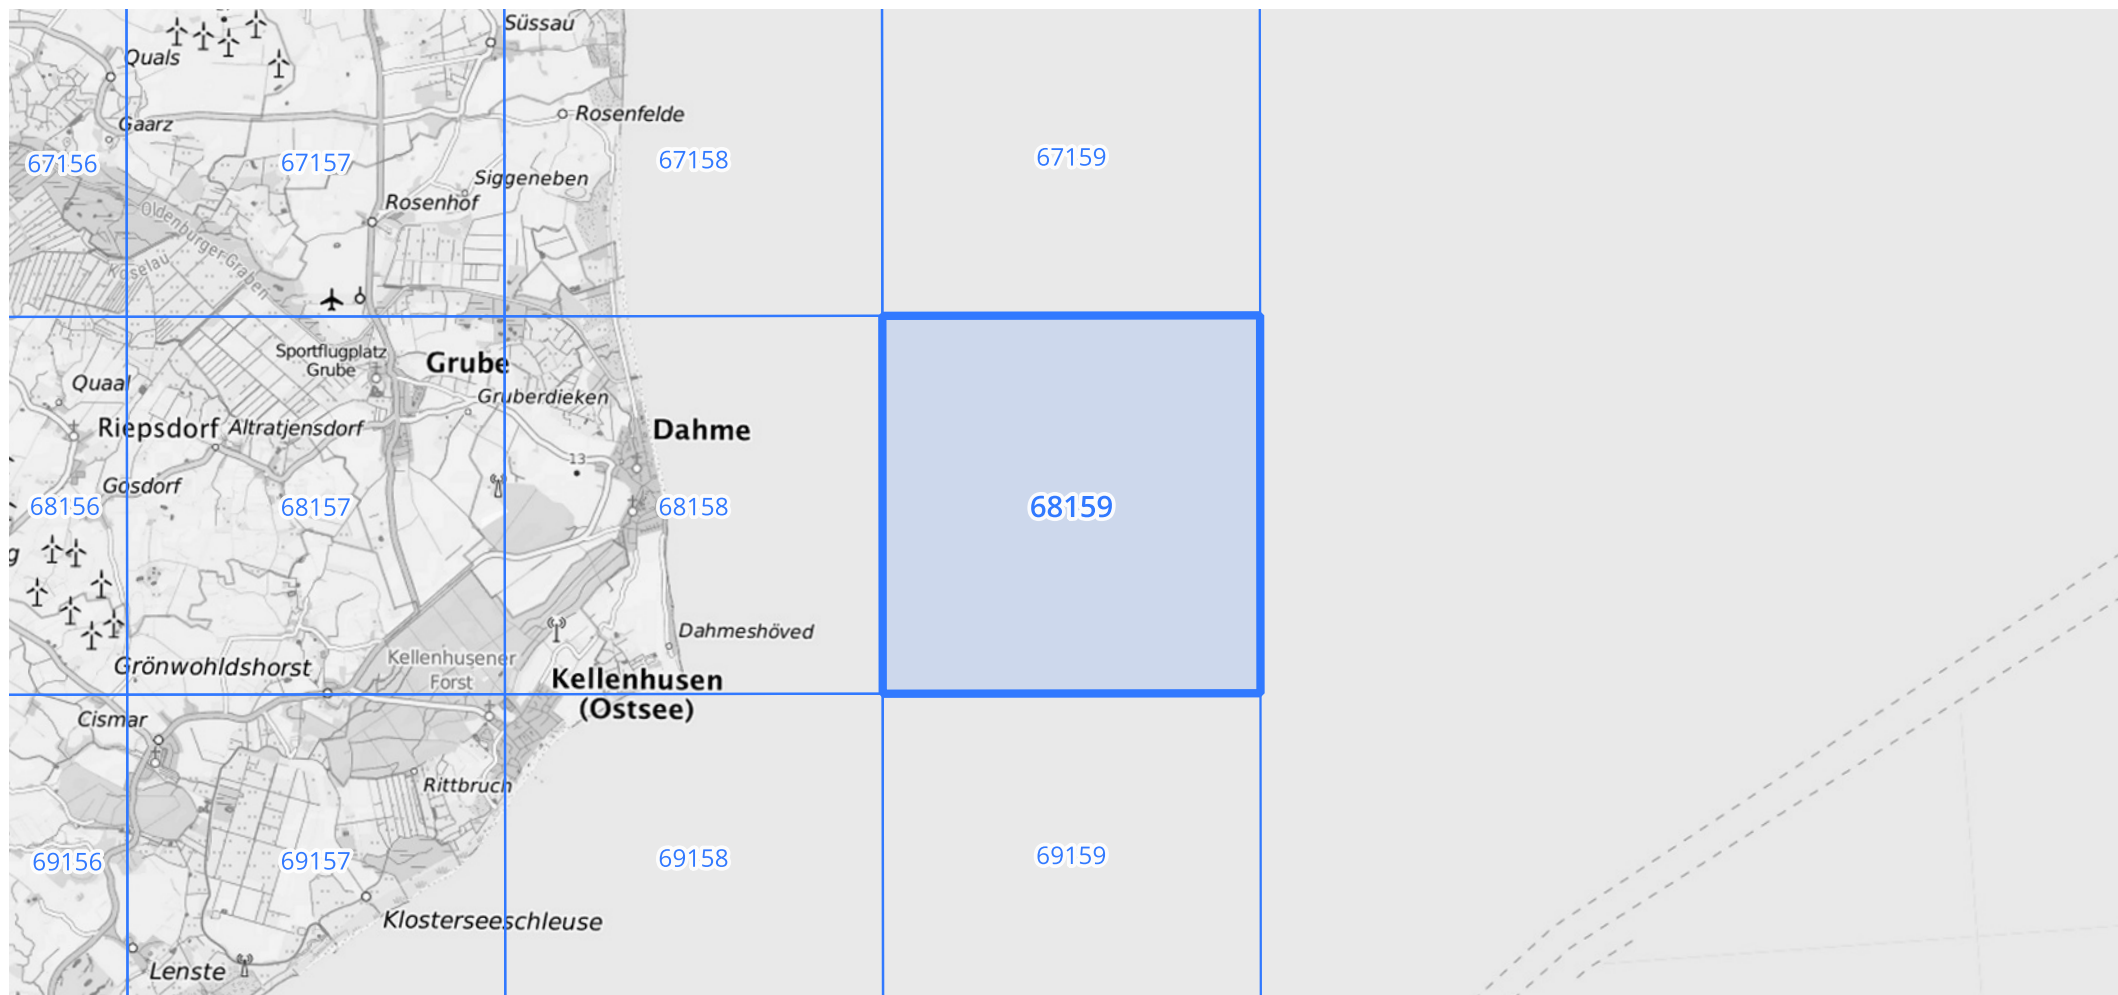 Süssau
Quals
Rosenfelde
Gaarz
67156
67157
67158
67159
Siggeneben
Rosenhof
Oldenburger Graben
Koselau
Sportflugplatz
Grube
Grube
Quaal
Gruberdieken
Riepsdorf
Altratjensdorf
Dahme
13
Gosdorf
68156
68157
68158
68159
g
Dahmeshöved
Grönwohldshorst
Kellenhusener
Forst
Kellenhusen
(Ostsee)
Cismar
Rittbruch
69156
69157
69158
69159
Klosterseeschleuse
Lenste